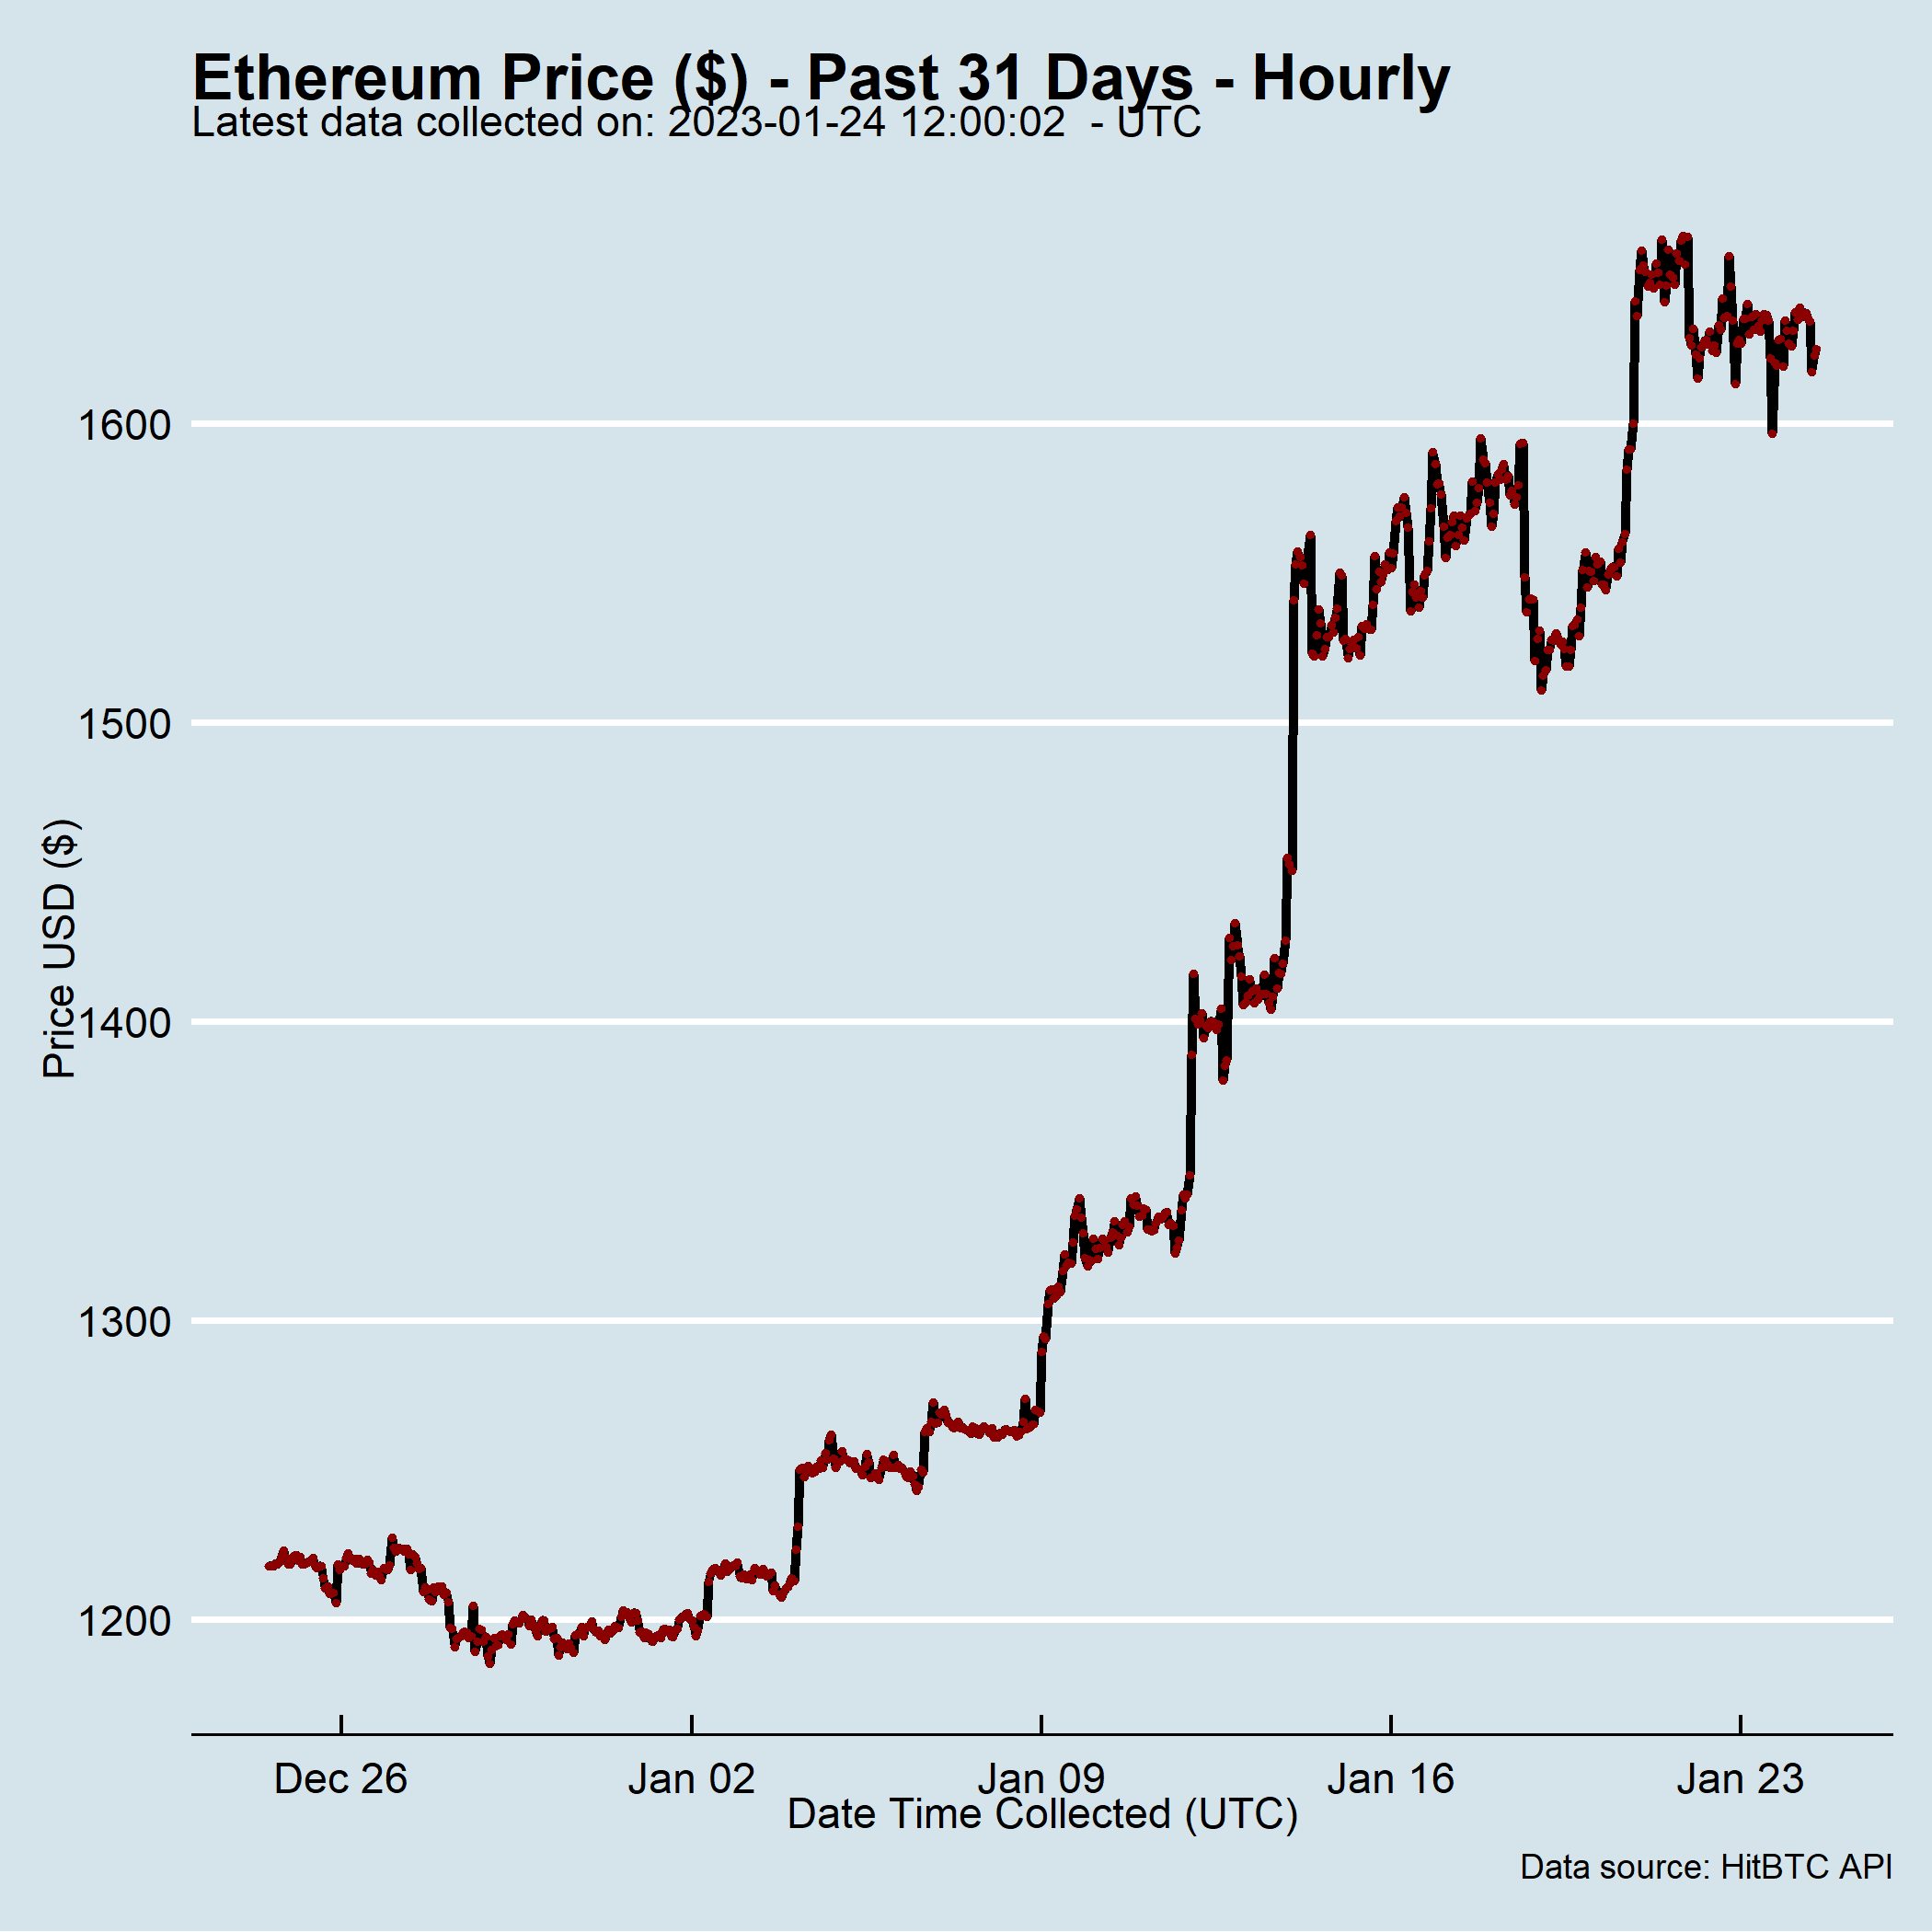 Ethereum Price ($) - Past 31 Days - Hourly
Latest data collected on: 2023-01-24 12:00:02  - UTC
1600
1500
1400
1300
1200
Price USD ($)
Dec 26
Jan 02
Jan 09
Jan 16
Jan 23
Date Time Collected (UTC)
Data source: HitBTC API